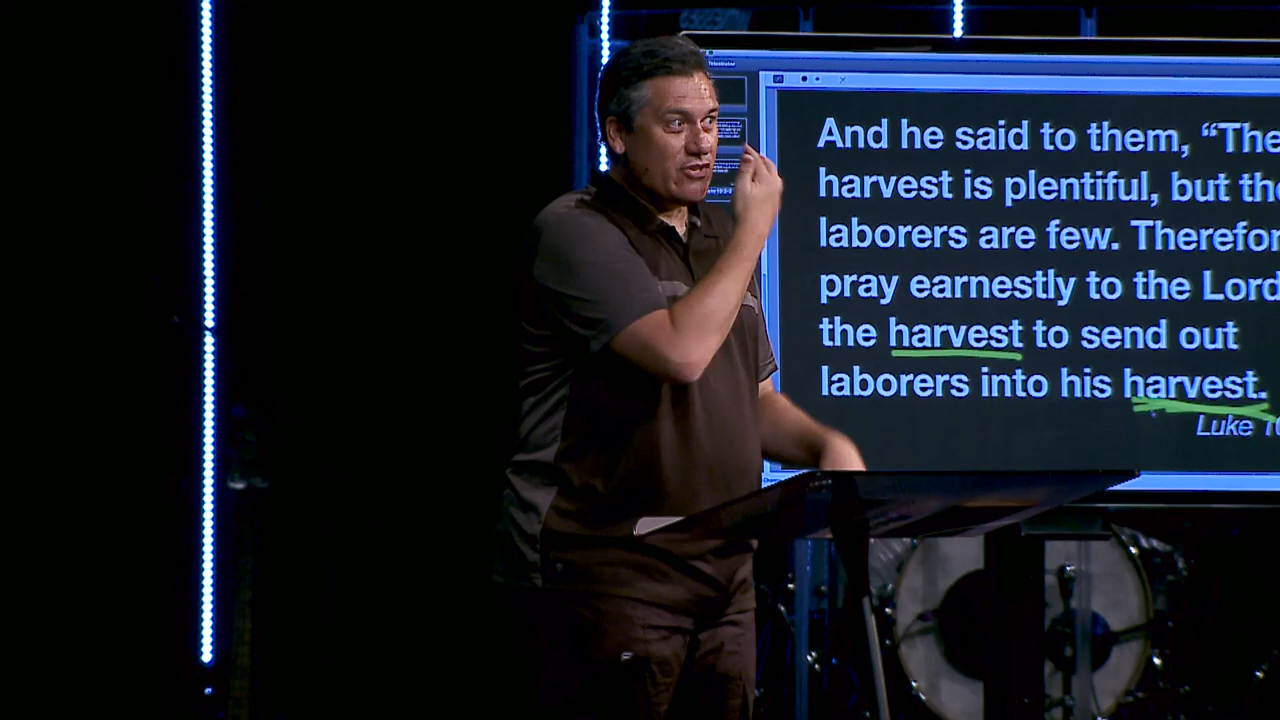 And he said to them, “The
harvest is plentiful, but the
laborers are few. Therefor
pray earnestly to the Lord
the harvest to send out
laborers into his harvest.
Luke 10